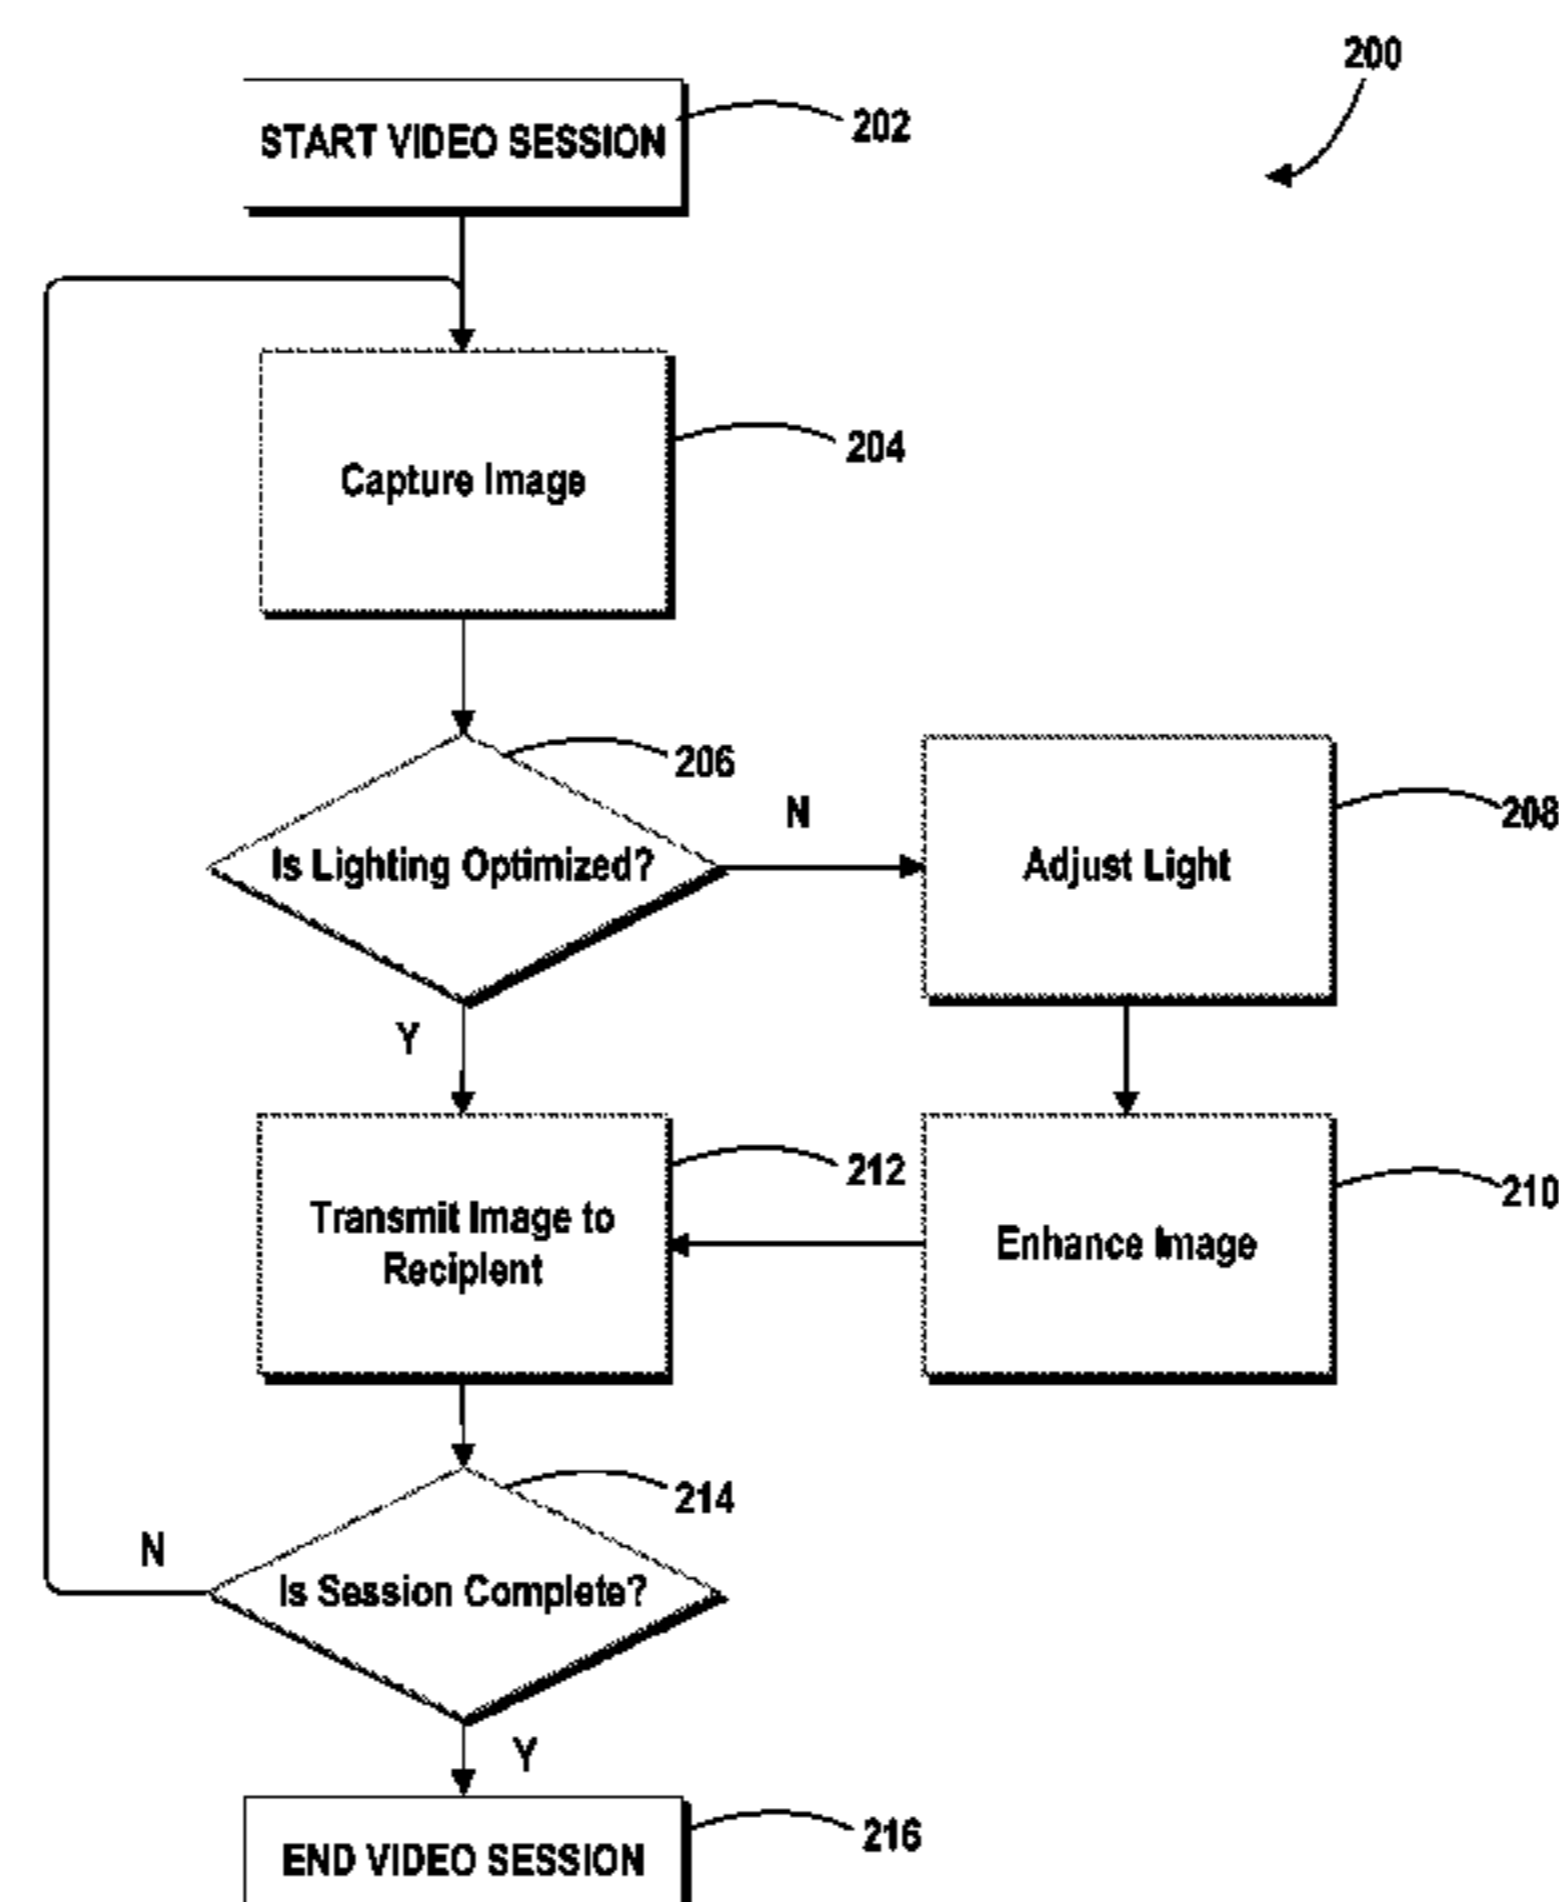 200
START VIDEO SESSION
202
Capture Image
204
206
Is Lighting Optimized?
N
Adjust Light
208
Y
Transmit Image to
Recipient
212
Enhance Image
210
214
N
Is Session Complete?
Y
END VIDEO SESSION
216